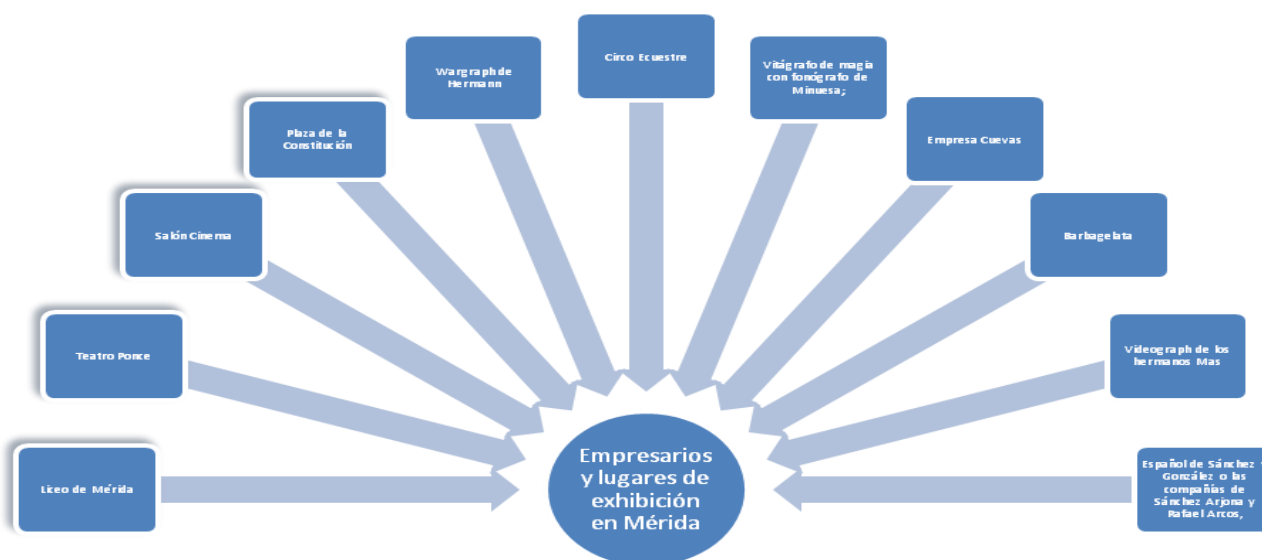 Circo Ecuestre
Wargraph de
Hermann
Vitágrafo de magia
con fonógrafo de
Minuesa;
Plaza de la
Constitución
Empresa Cuevas
Salón Cinema
Barbagelata
Teatro Ponce
Videograph de los
hermanos Mas
Liceo de Mérida
Empresarios
y lugares de
exhibición
en Mérida
Español de Sánchez
González o las
compañías de
Sánchez Arjona y
Rafael Arcos,